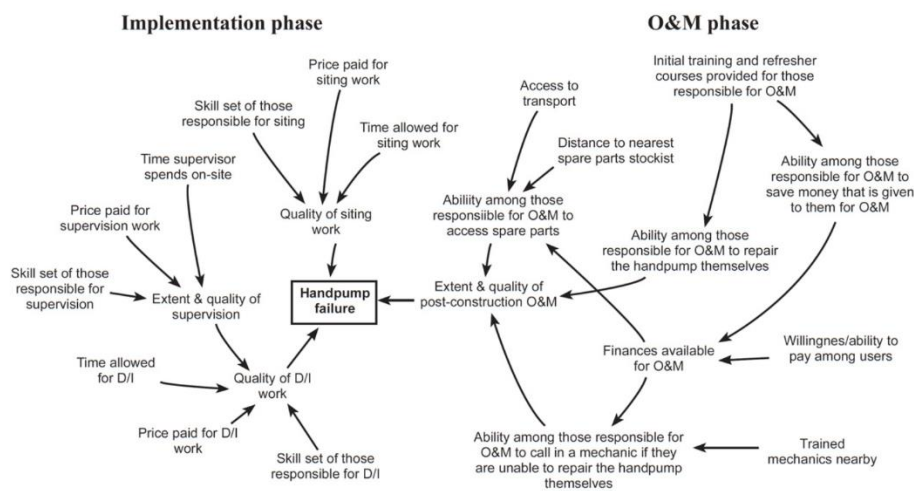 Implementation phase
O&M phase
Price paid for
siting work
Skill set of those
responsible for siting
Time allowed for
siting work
Time supervisor
spends on-site
Price paid for
supervision work
Skill set of those
responsible for
supervision
Quality of siting
work
Extent & quality of
supervision
Handpump
failure
Time allowed
for D/I
Quality of D/I
work
Price paid for D/I
work
Skill set of those
responsible for D/I
Initial training and refresher
courses provided for those
responsible for O&M
Access to
transport
Distance to nearest
spare parts stockist
Ability among those
responsible for O&M to
save money that is given
to them for O&M
Abiliity among those
responsiible for O&M to
access spare parts
Ability among those
responsible for O&M to repair
the handpump themselves
Extent & quality of
post-construction O&M
Finances available
for O&M
Willingnes/ability to
pay among users
Ability among those responsible for
O&M to call in a mechanic if they
are unable to repair the handpump
themselves
Trained
mechanics nearby